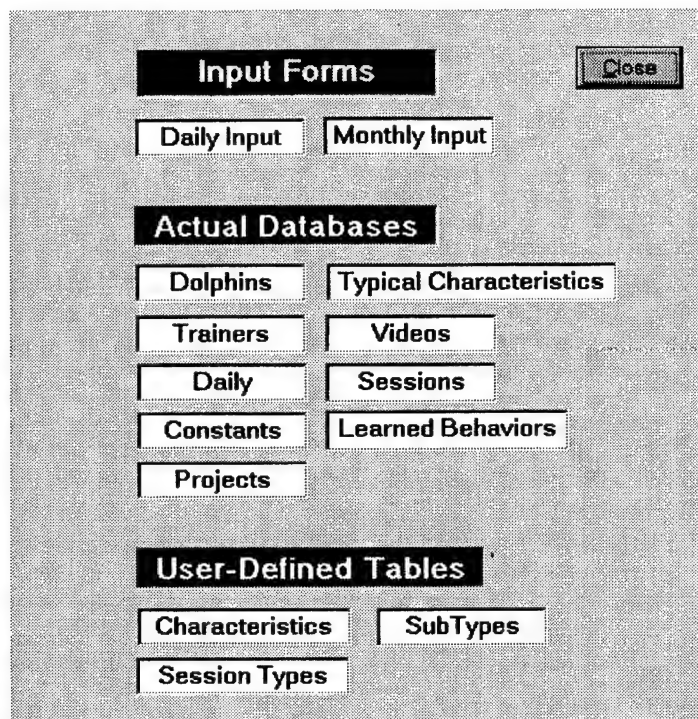 Input Forms
Close
Daily Input
Monthly Input
Actual Databases
Dolphins
Typical Characteristics
Trainers
Videos
Daily
Sessions
Constants
Learned Behaviors
Projects
User-Defined Tables
Characteristics
SubTypes
Session Types